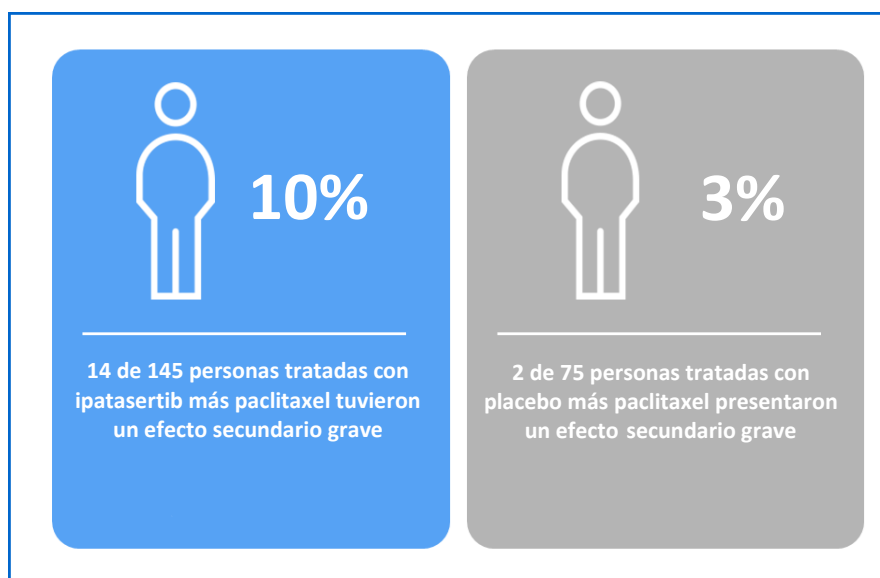 10%
14 de 145 personas tratadas con
ipatasertib más paclitaxel tuvieron
un efecto secundario grave
3%
2 de 75 personas tratadas con
placebo más paclitaxel presentaron
un efecto secundario grave